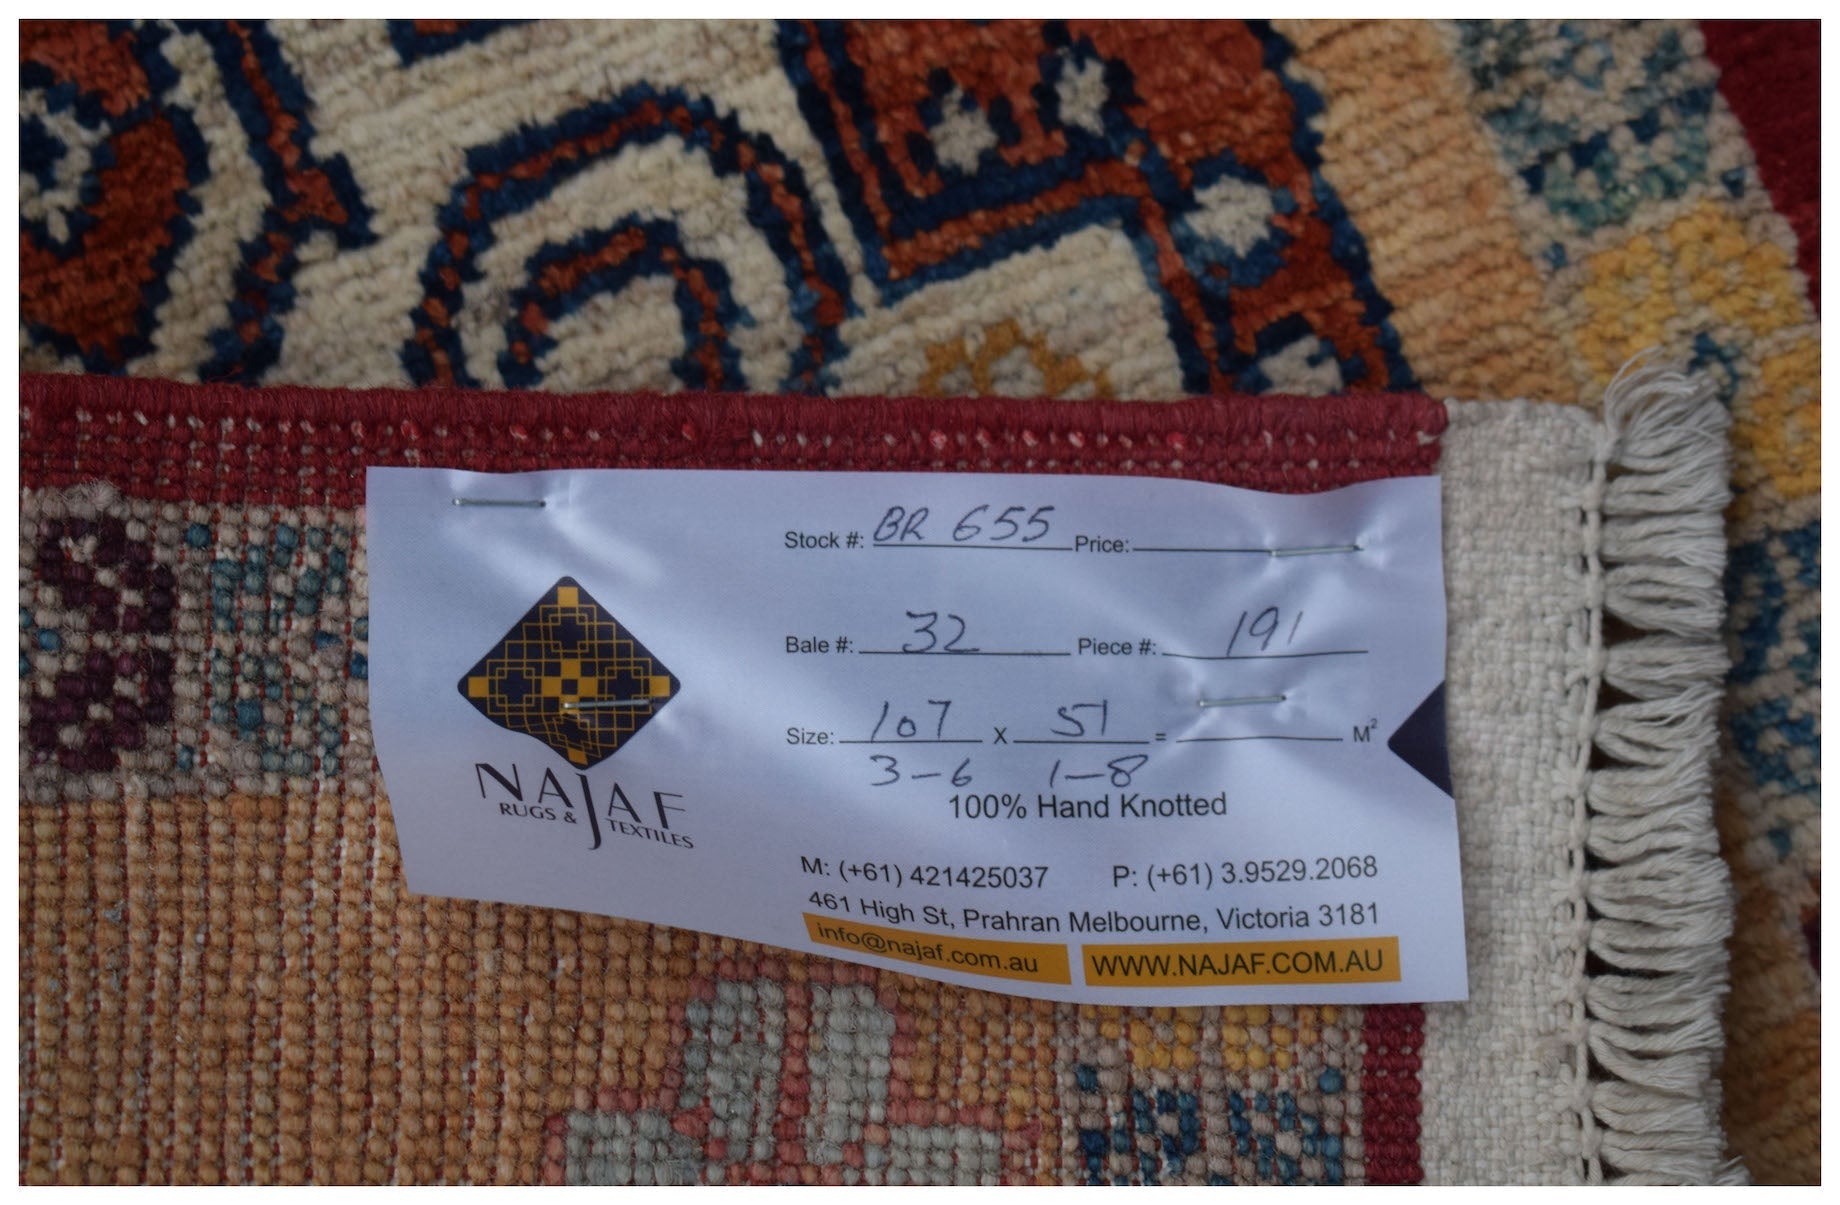 Stock #: BR 655 Price:
Bale #: 32 Piece #: 191
Size: 107 X 51 = M²
3-6 1-8
100% Hand Knotted
NAJAF
RUGS & TEXTILES
M: (+61) 421425037 P: (+61) 3.9529.2068
461 High St, Prahran Melbourne, Victoria 3181
info@najaf.com.au WWW.NAJAF.COM.AU